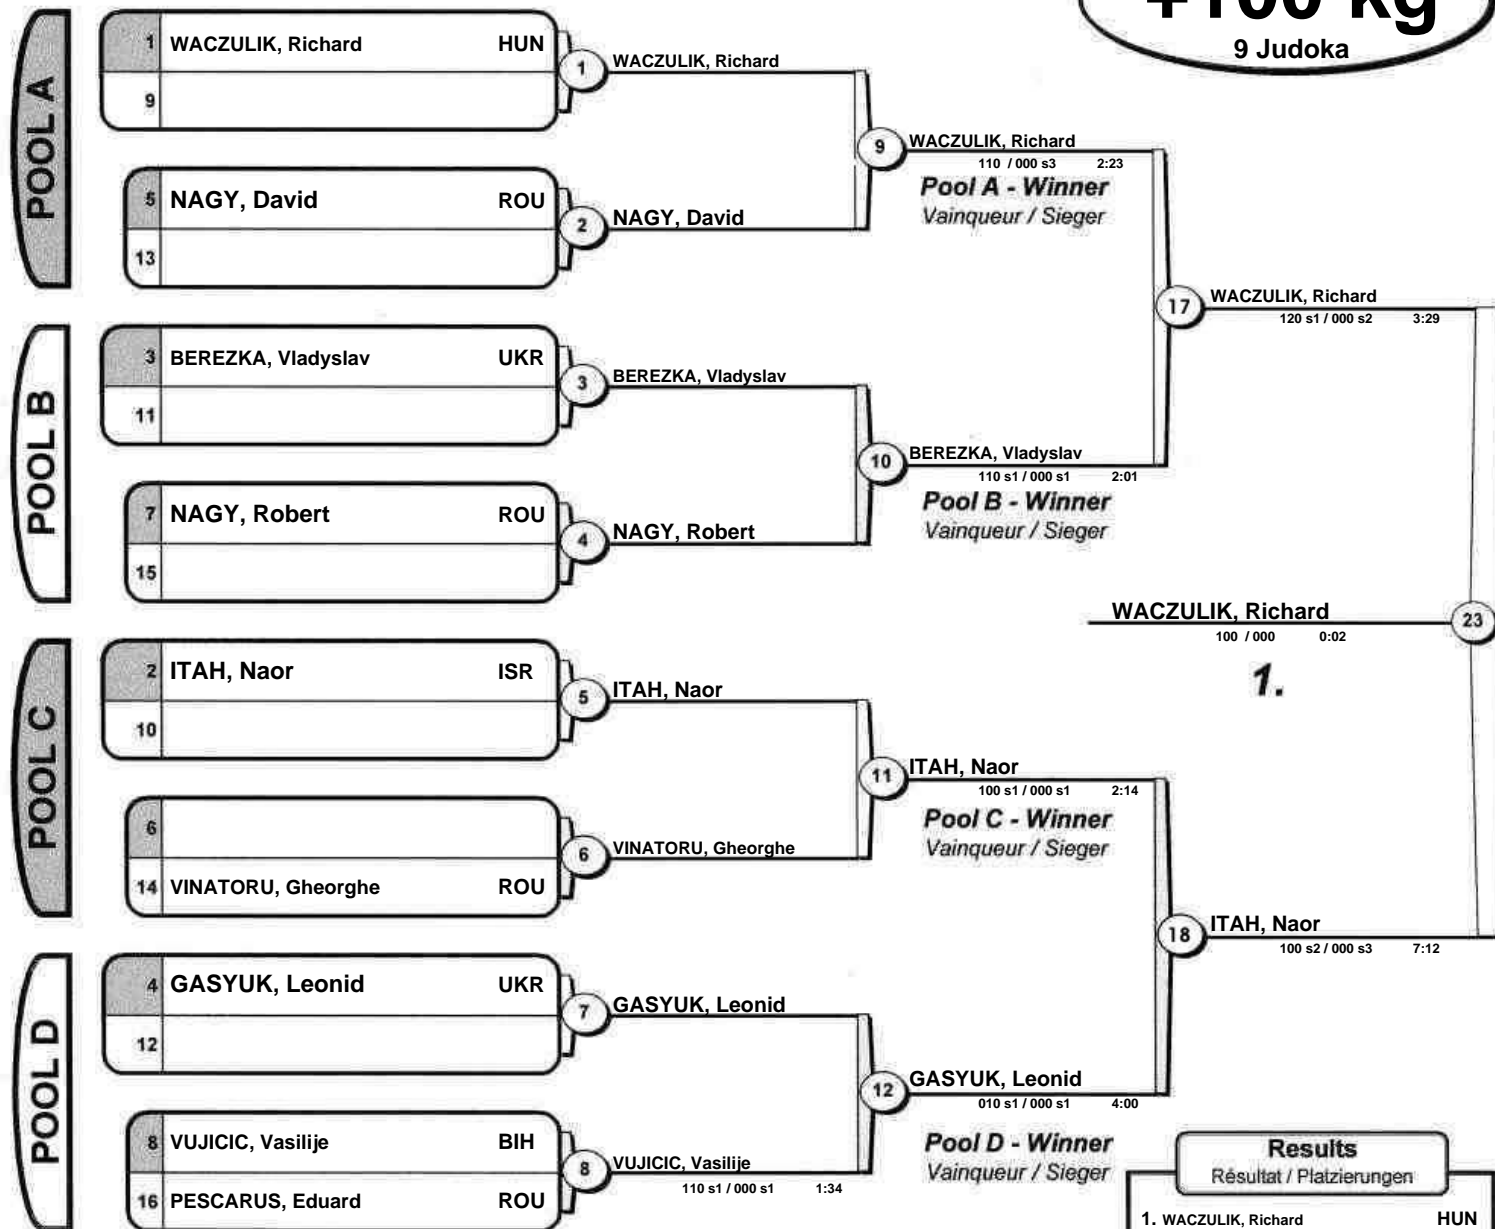 +100 kg
9 Judoka
POOL A
1 WACZULIK, Richard HUN
9
1 WACZULIK, Richard
5 NAGY, David ROU
13
2 NAGY, David
9 WACZULIK, Richard
110 / 000 s3 2:23
Pool A - Winner
Vainqueur / Sieger
POOL B
3 BEREZKA, Vladyslav UKR
11
3 BEREZKA, Vladyslav
7 NAGY, Robert ROU
15
4 NAGY, Robert
10 BEREZKA, Vladyslav
110 s1 / 000 s1 2:01
Pool B - Winner
Vainqueur / Sieger
17 WACZULIK, Richard
120 s1 / 000 s2 3:29
WACZULIK, Richard 23
100 / 000 0:02
1.
POOL C
2 ITAH, Naor ISR
10
5 ITAH, Naor
6
14 VINATORU, Gheorghe ROU
6 VINATORU, Gheorghe
11 ITAH, Naor
100 s1 / 000 s1 2:14
Pool C - Winner
Vainqueur / Sieger
POOL D
4 GASYUK, Leonid UKR
12
7 GASYUK, Leonid
8 VUJICIC, Vasilije BIH
16 PESCARUS, Eduard ROU
8 VUJICIC, Vasilije
110 s1 / 000 s1 1:34
12 GASYUK, Leonid
010 s1 / 000 s1 4:00
Pool D - Winner
Vainqueur / Sieger
18 ITAH, Naor
100 s2 / 000 s3 7:12
Results
Résultat / Platzierungen
1. WACZULIK, Richard HUN